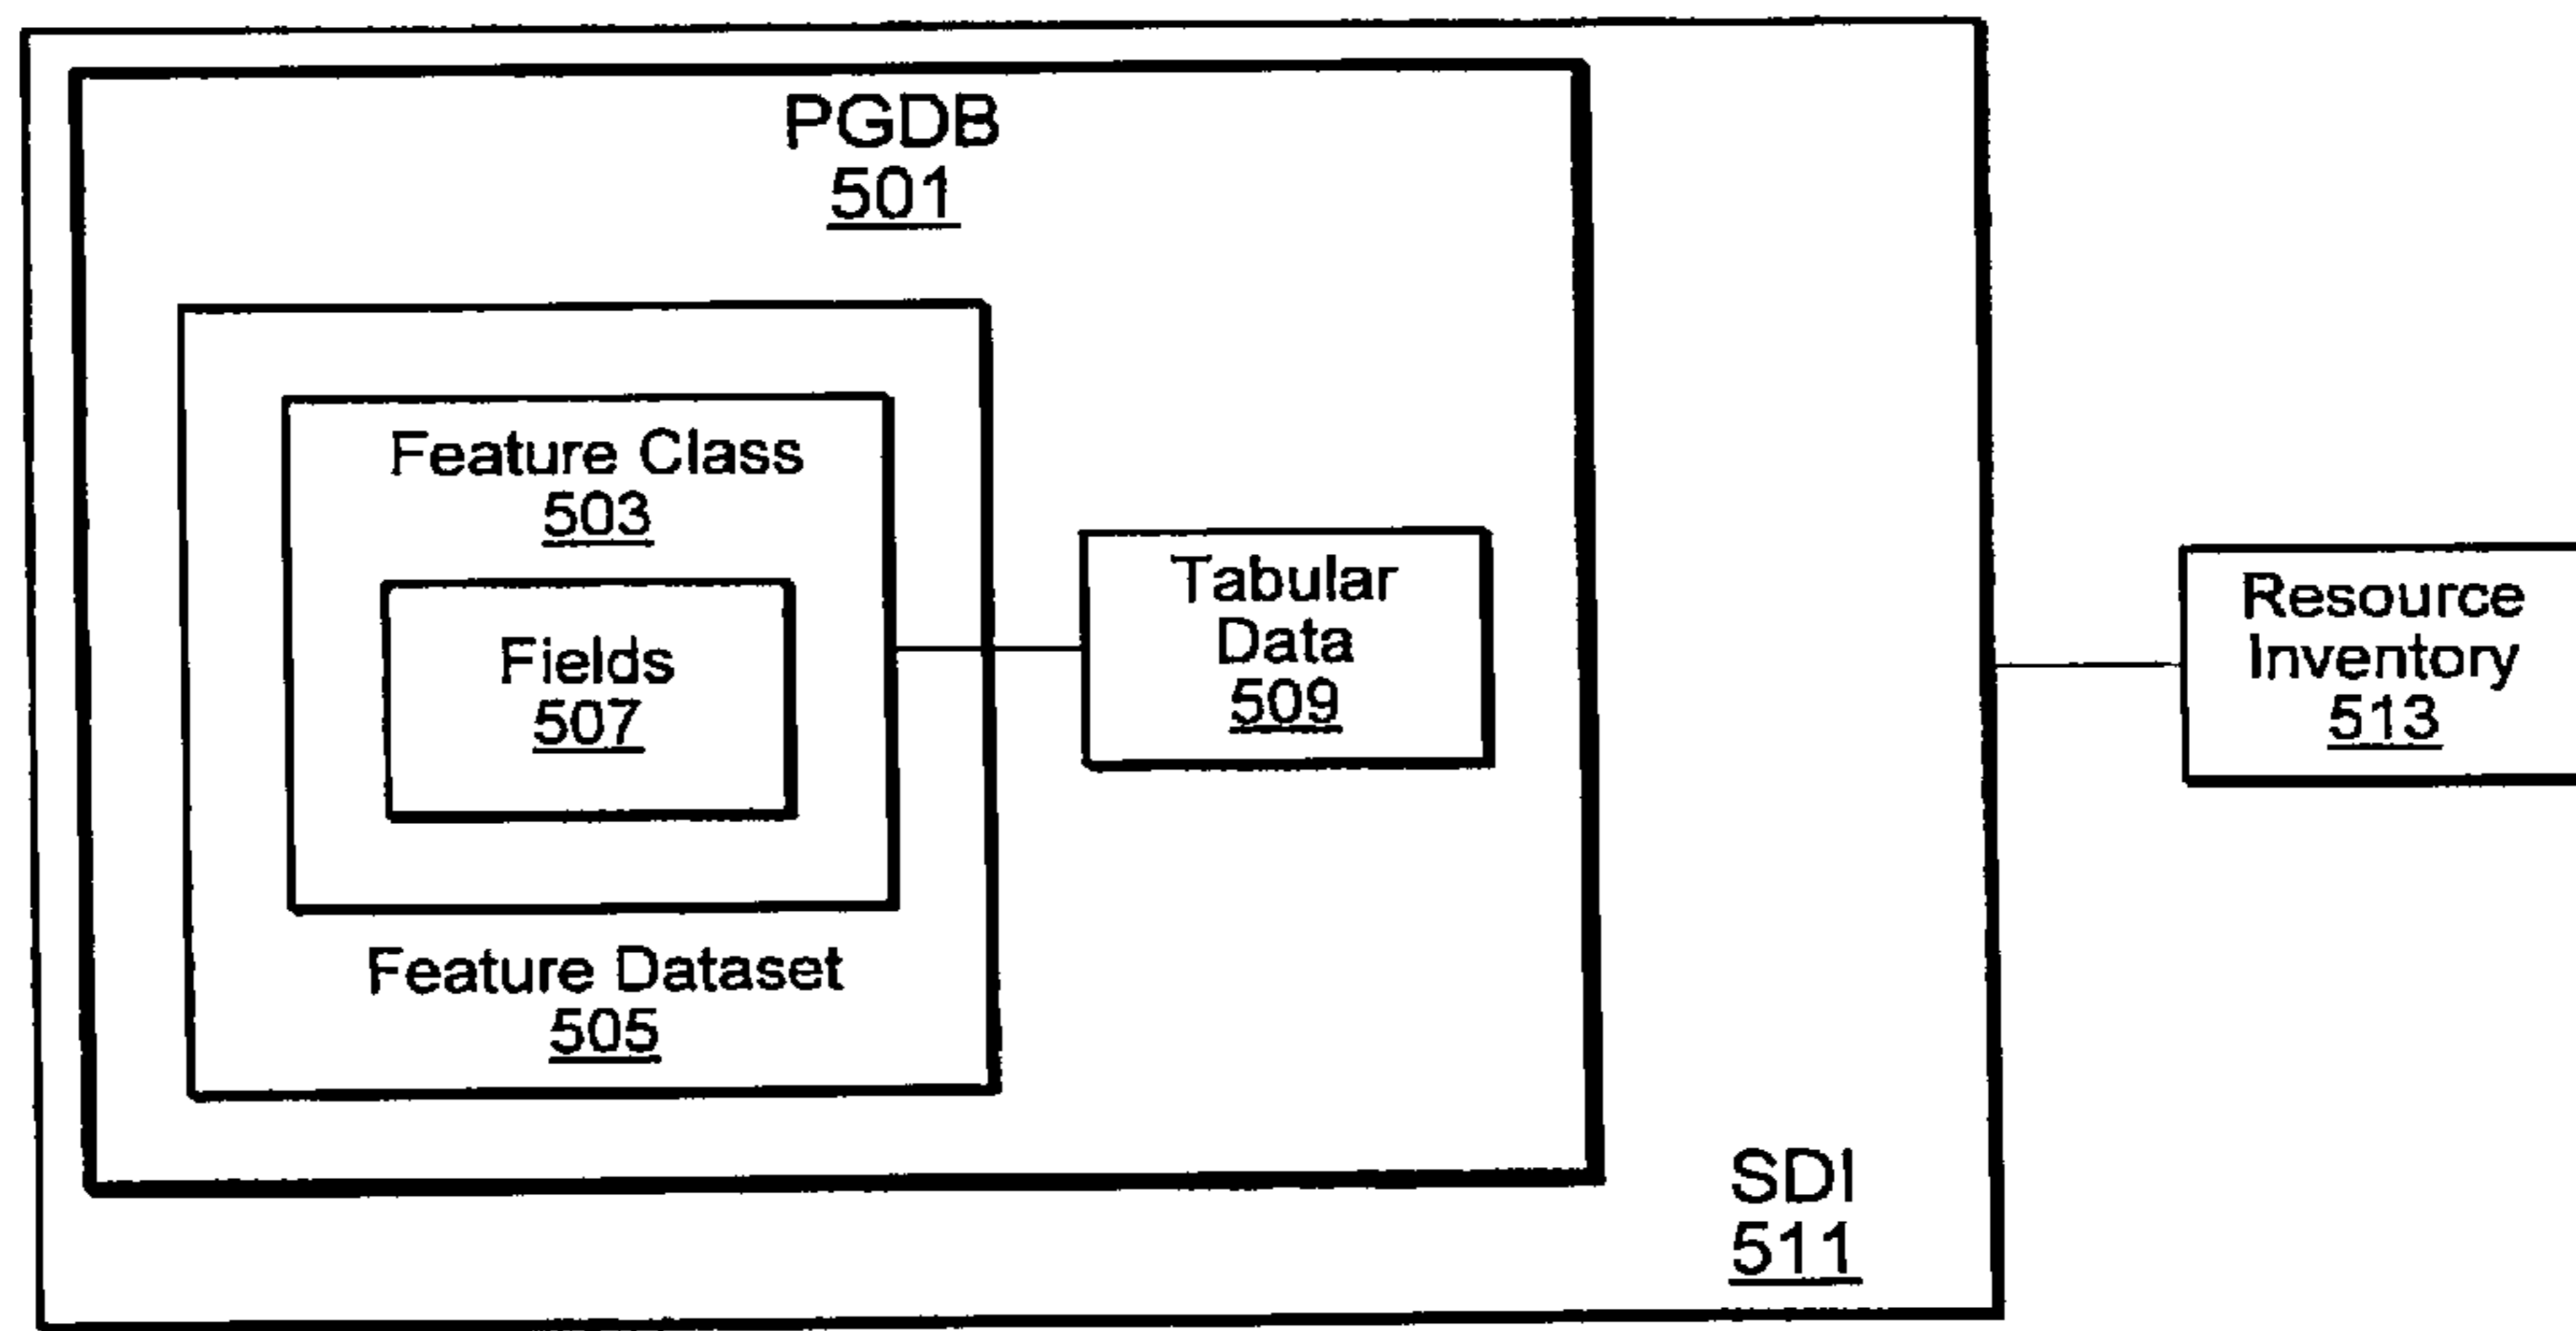 PGDB
501
Feature Class
503
Fields
507
Feature Dataset
505
Tabular
Data
509
SDI
511
Resource
Inventory
513